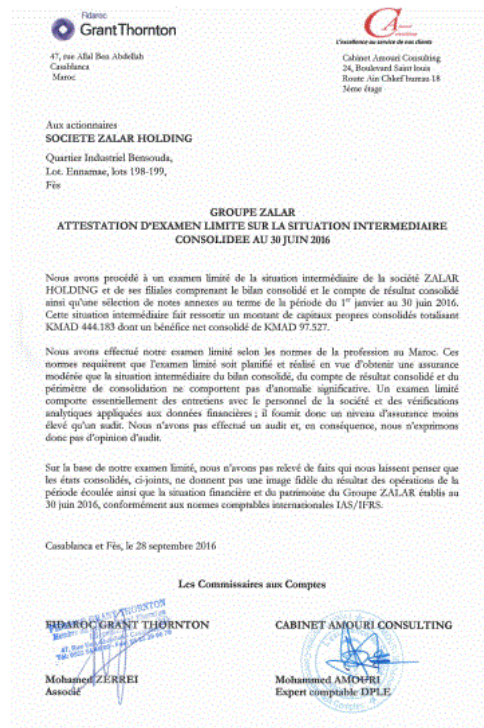 Fidaroc
Grant Thornton
47, rue Allal Ben Abdellah
Casablanca
Maroc
L'excellence au service de nos clients
Cabinet Amouri Consulting
24, Boulevard Saint louis
Route Ain Chkef bureau 18
3ème étage
Aux actionnaires
SOCIETE ZALAR HOLDING
Quartier Industriel Bensouda,
Lot. Ennamae, lots 198-199,
Fès
GROUPE ZALAR
ATTESTATION D'EXAMEN LIMITE SUR LA SITUATION INTERMEDIAIRE
CONSOLIDEE AU 30 JUIN 2016
Nous avons procédé à un examen limité de la situation intermédiaire de la société ZALAR
HOLDING et de ses filiales comprenant le bilan consolidé et le compte de résultat consolidé
ainsi qu'une sélection de notes annexes au terme de la période du 1er janvier au 30 juin 2016.
Cette situation intermédiaire fait ressortir un montant de capitaux propres consolidés totalisant
KMAD 444.183 dont un bénéfice net consolidé de KMAD 97.527.
Nous avons effectué notre examen limité selon les normes de la profession au Maroc. Ces
normes requièrent que l'examen limité soit planifié et réalisé en vue d'obtenir une assurance
modérée que la situation intermédiaire du bilan consolidé, du compte de résultat consolidé et du
périmètre de consolidation ne comportent pas d'anomalie significative. Un examen limité
comporte essentiellement des entretiens avec le personnel de la société et des vérifications
analytiques appliquées aux données financières ; il fournit donc un niveau d'assurance moins
élevé qu'un audit. Nous n'avons pas effectué un audit et, en conséquence, nous n'exprimons
donc pas d'opinion d'audit.
Sur la base de notre examen limité, nous n'avons pas relevé de faits qui nous laissent penser que
les états consolidés, ci-joints, ne donnent pas une image fidèle du résultat des opérations de la
période écoulée ainsi que la situation financière et du patrimoine du Groupe ZALAR établis au
30 juin 2016, conformément aux normes comptables internationales IAS/IFRS.
Casablanca et Fès, le 28 septembre 2016
Les Commissaires aux Comptes
FIDAROC GRANT THORNTON
CABINET AMOURI CONSULTING
Mohamed ZERREI
Associé
Mohammed AMOURI
Expert comptable DPLE